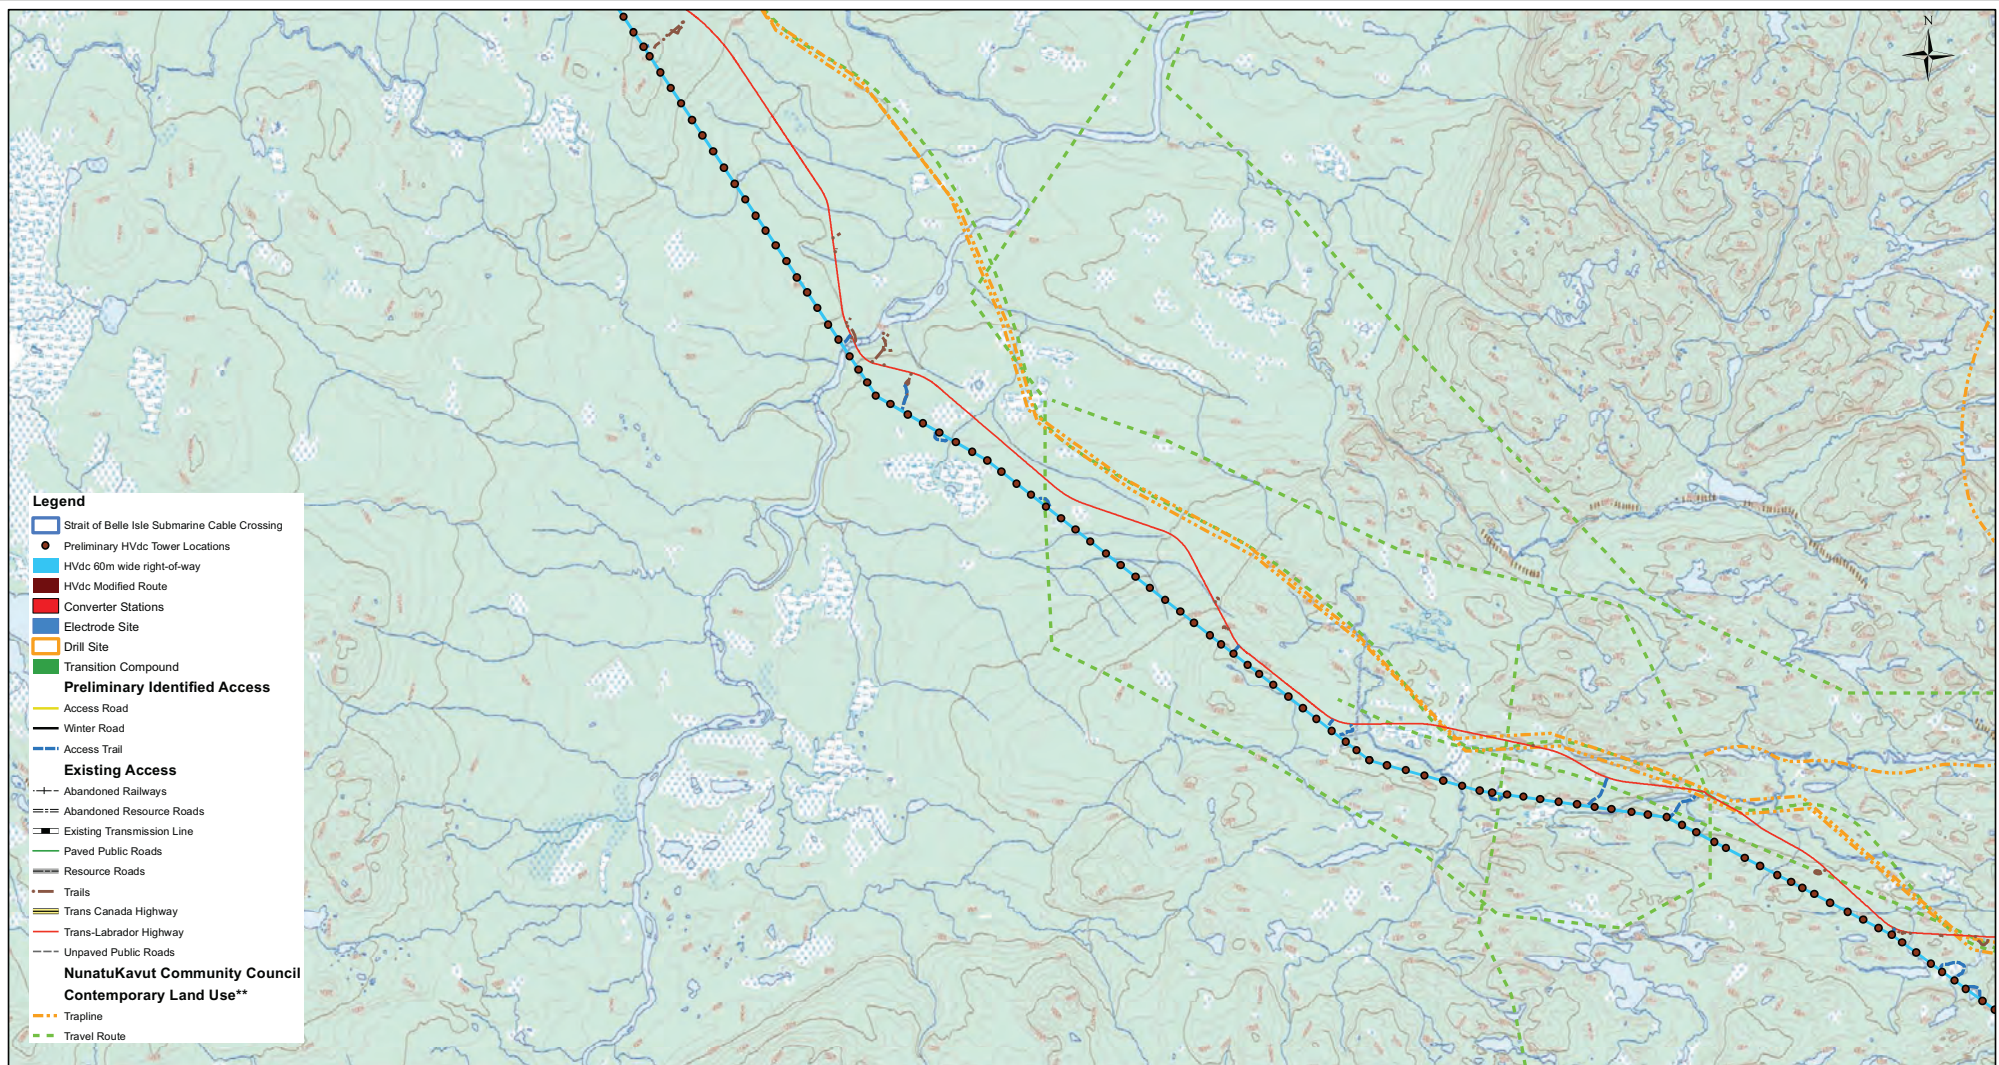 N
Legend
Strait of Belle Isle Submarine Cable Crossing
Preliminary HVdc Tower Locations
HVdc 60m wide right-of-way
HVdc Modified Route
Converter Stations
Electrode Site
Drill Site
Transition Compound
Preliminary Identified Access
Access Road
Winter Road
Access Trail
Existing Access
Abandoned Railways
Abandoned Resource Roads
Existing Transmission Line
Paved Public Roads
Resource Roads
Trails
Trans Canada Highway
Trans-Labrador Highway
Unpaved Public Roads
NunatuKavut Community Council
Contemporary Land Use**
Trapline
Travel Route